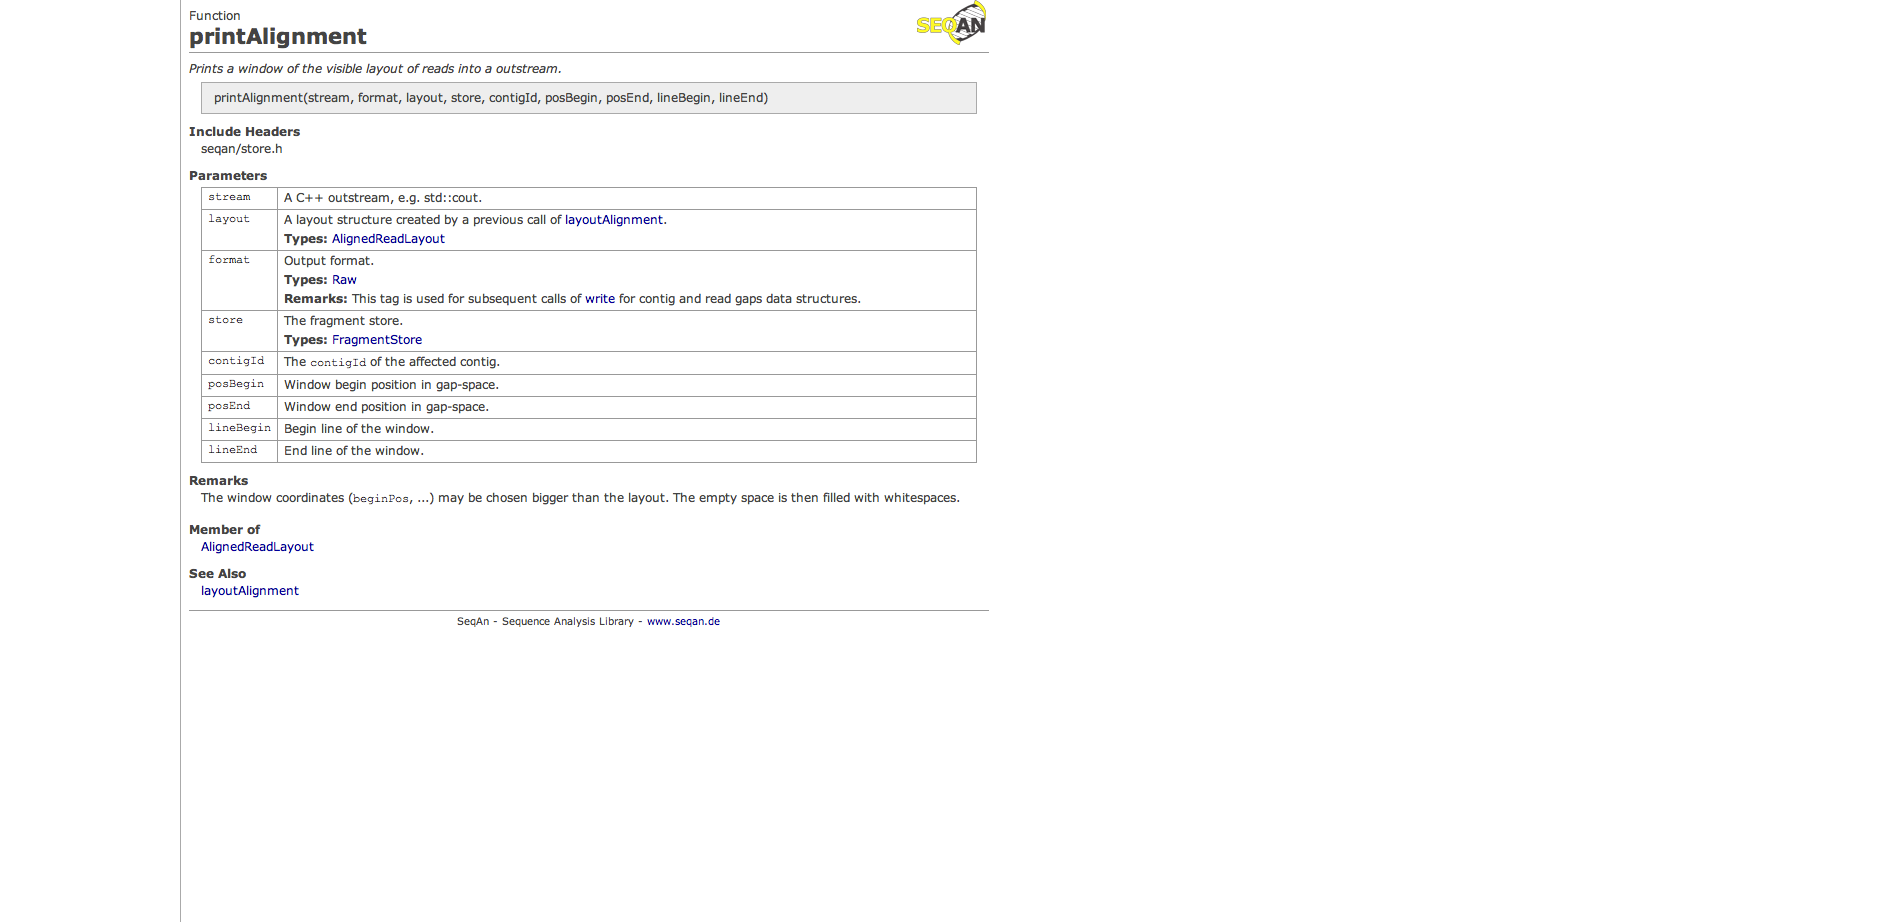 Function
printAlignment
SEQAN
Prints a window of the visible layout of reads into a outstream.
printAlignment(stream, format, layout, store, contigId, posBegin, posEnd, lineBegin, lineEnd)
Include Headers
seqan/store.h
Parameters
stream A C++ outstream, e.g. std::cout.
layout A layout structure created by a previous call of layoutAlignment.
Types: AlignedReadLayout
format Output format.
Types: Raw
Remarks: This tag is used for subsequent calls of write for contig and read gaps data structures.
store The fragment store.
Types: FragmentStore
contigId The contigId of the affected contig.
posBegin Window begin position in gap-space.
posEnd Window end position in gap-space.
lineBegin Begin line of the window.
lineEnd End line of the window.
Remarks
The window coordinates (beginPos, ...) may be chosen bigger than the layout. The empty space is then filled with whitespaces.
Member of
AlignedReadLayout
See Also
layoutAlignment
SeqAn - Sequence Analysis Library - www.seqan.de